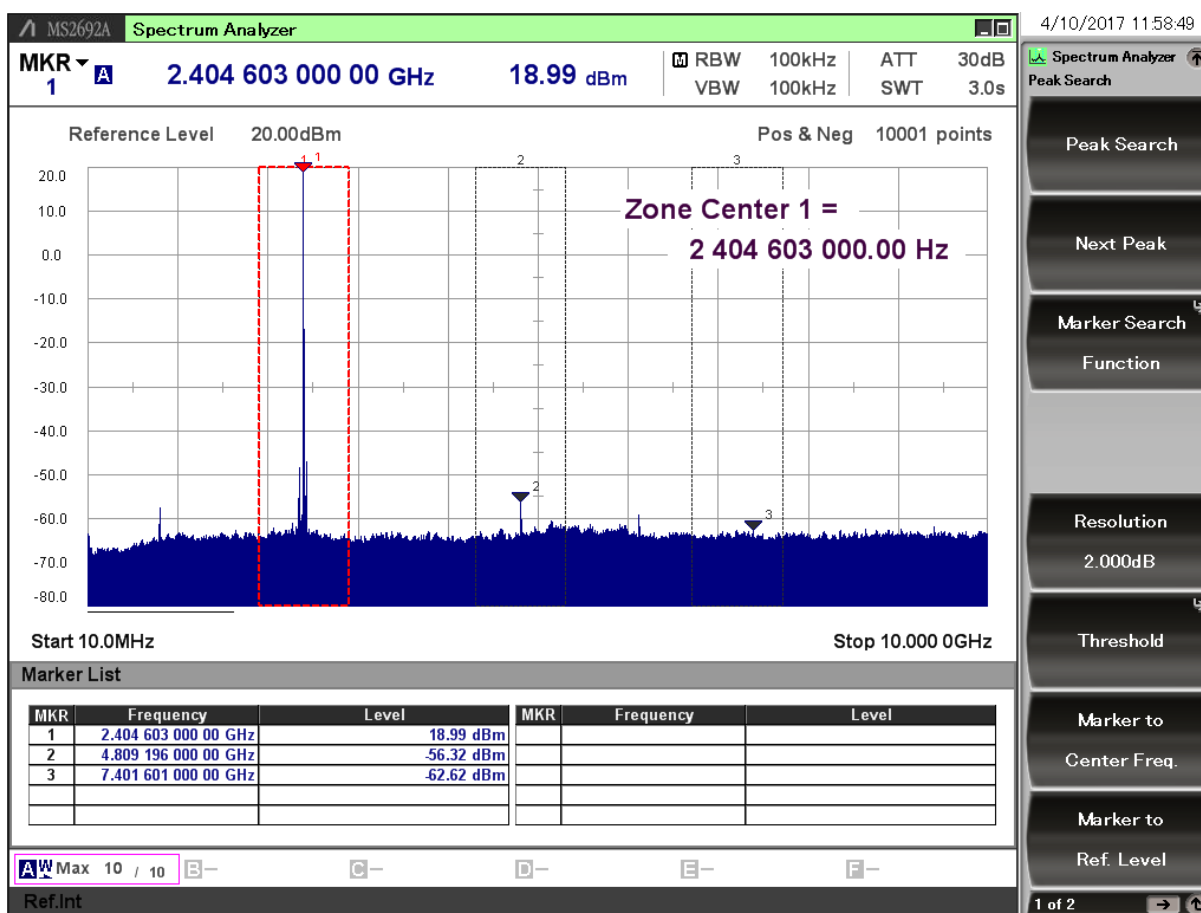 MS2692A Spectrum Analyzer
4/10/2017 11:58:49
MKR 1 A 2.404 603 000 00 GHz 18.99 dBm
M RBW 100kHz ATT 30dB
VBW 100kHz SWT 3.0s
Reference Level 20.00dBm Pos & Neg 10001 points
1 1 2 3
20.0
10.0
0.0
-10.0
-20.0
-30.0
-40.0
-50.0
-60.0
-70.0
-80.0
Zone Center 1 =
2 404 603 000.00 Hz
2
3
Start 10.0MHz Stop 10.000 0GHz
Marker List
MKR Frequency Level MKR Frequency Level
1 2.404 603 000 00 GHz 18.99 dBm
2 4.809 196 000 00 GHz -56.32 dBm
3 7.401 601 000 00 GHz -62.62 dBm
A W Max 10 / 10 B- C- D- E- F-
Ref.Int
Spectrum Analyzer
Peak Search
Peak Search
Next Peak
Marker Search
Function
Resolution
2.000dB
Threshold
Marker to
Center Freq.
Marker to
Ref. Level
1 of 2